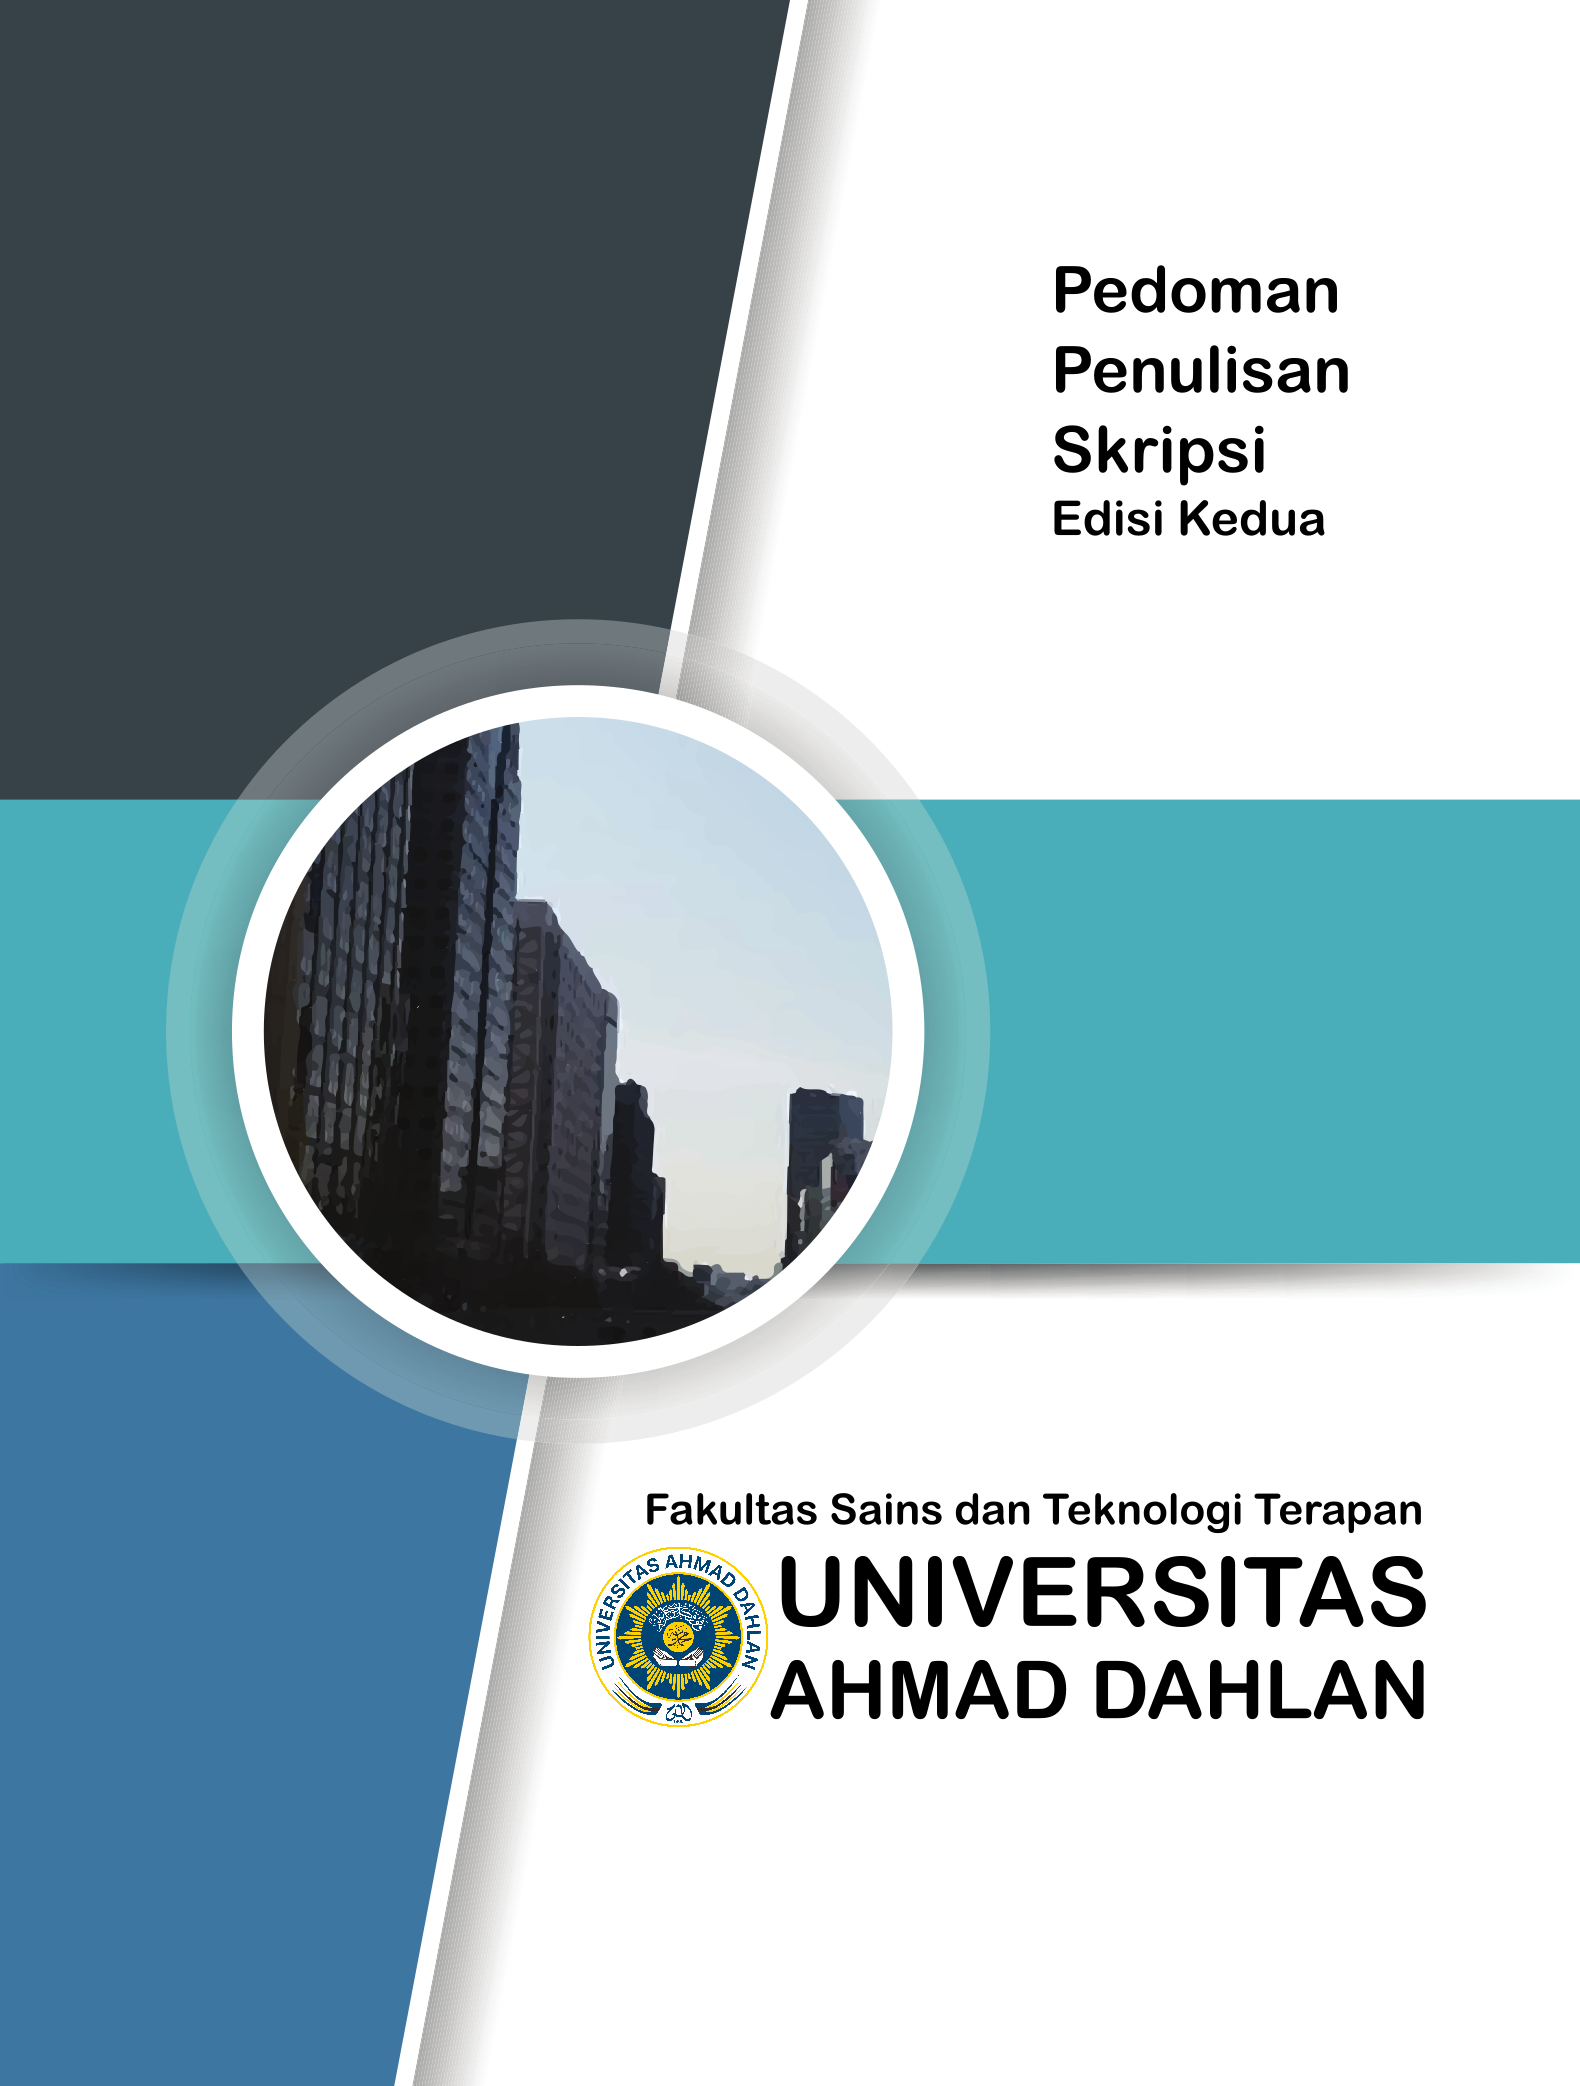 Pedoman
Penulisan
Skripsi
Edisi Kedua
Fakultas Sains dan Teknologi Terapan
UNIVERSITAS AHMAD DAHLAN
UNIVERSITAS
AHMAD DAHLAN